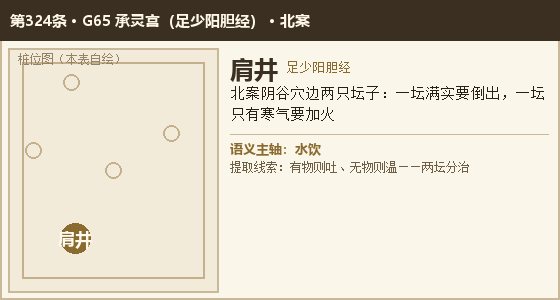 第324条・G65 承灵宫（足少阳胆经）・北案
桩位图（本表自绘）
肩井
肩井 足少阳胆经
北案阴谷穴边两只坛子：一坛满实要倒出，一坛
只有寒气要加火
语义主轴：水饮
提取线索：有物则吐、无物则温——两坛分治